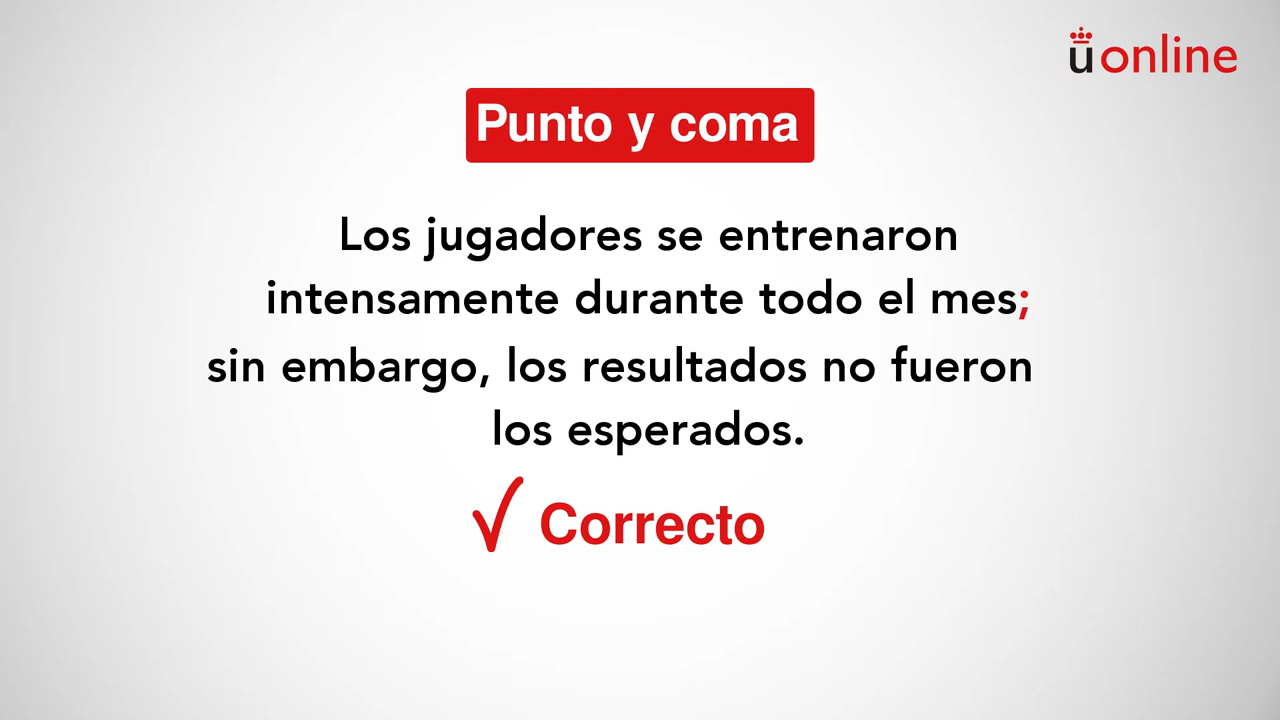 uonline
Punto y coma
Los jugadores se entrenaron
intensamente durante todo el mes;
sin embargo, los resultados no fueron
los esperados.
Correcto